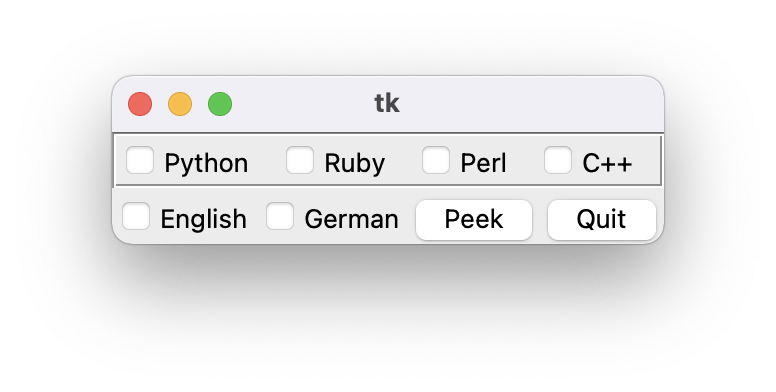 tk
Python Ruby Perl C++
English German Peek Quit